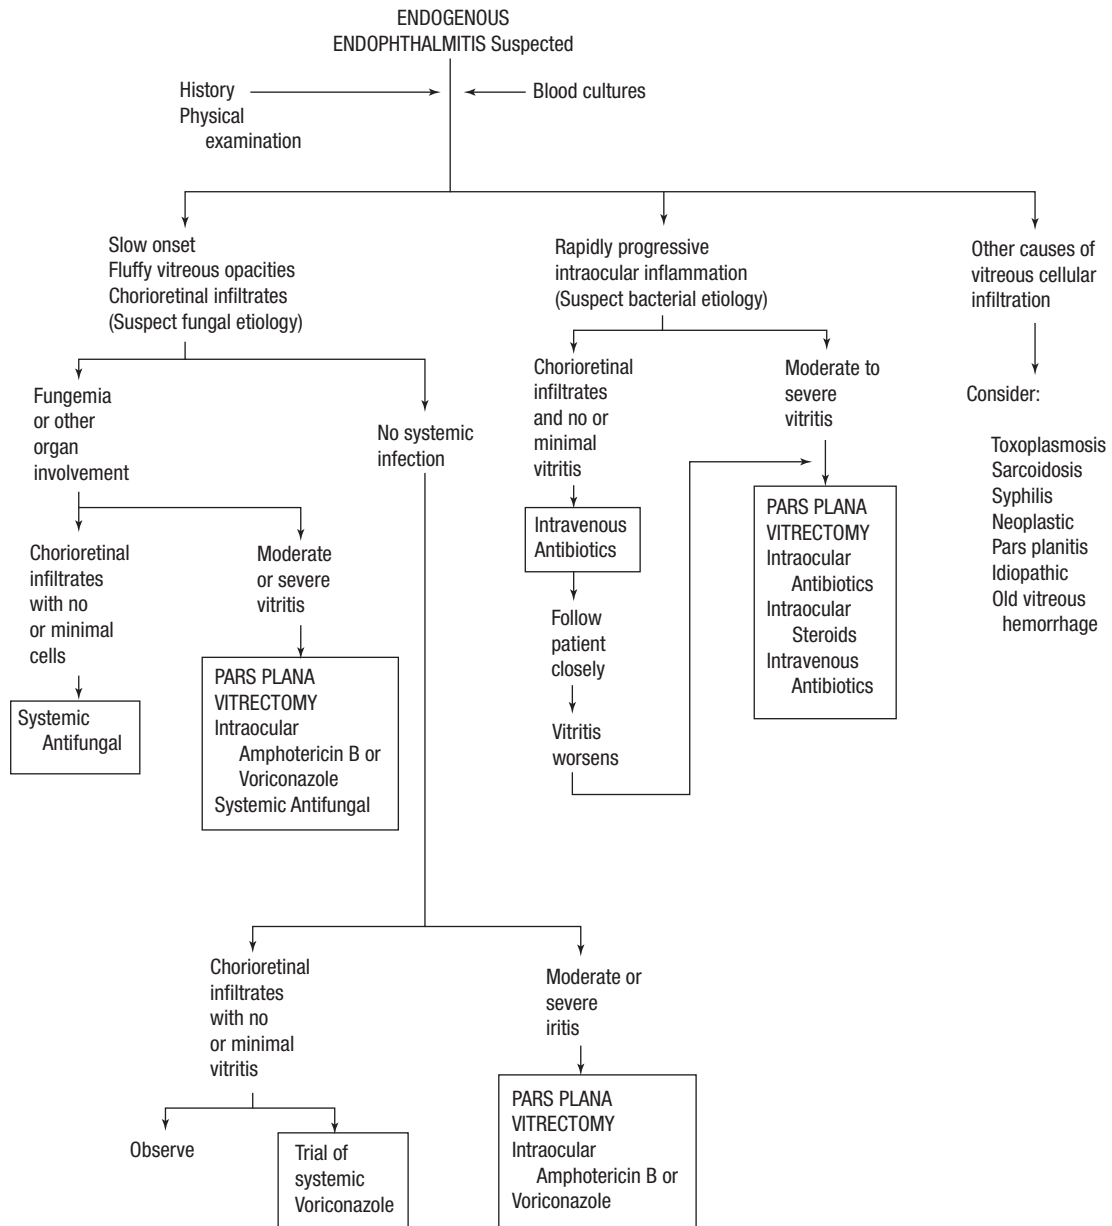 ENDOGENOUS
ENDOPHTHALMITIS Suspected
History
Physical
examination
Blood cultures
Slow onset
Fluffy vitreous opacities
Chorioretinal infiltrates
(Suspect fungal etiology)
Rapidly progressive
intraocular inflammation
(Suspect bacterial etiology)
Other causes of
vitreous cellular
infiltration
Fungemia
or other
organ
involvement
No systemic
infection
Chorioretinal
infiltrates
and no or
minimal
vitritis
Moderate to
severe
vitritis
Consider:
Toxoplasmosis
Sarcoidosis
Syphilis
Neoplastic
Pars planitis
Idiopathic
Old vitreous
hemorrhage
Chorioretinal
infiltrates
with no
or minimal
cells
Moderate
or severe
vitritis
Intravenous
Antibiotics
PARS PLANA
VITRECTOMY
Intraocular
Antibiotics
Intraocular
Steroids
Intravenous
Antibiotics
Follow
patient
closely
Vitritis
worsens
Systemic
Antifungal
PARS PLANA
VITRECTOMY
Intraocular
Amphotericin B or
Voriconazole
Systemic Antifungal
Chorioretinal
infiltrates
with no
or minimal
vitritis
Moderate or
severe
iritis
Observe
Trial of
systemic
Voriconazole
PARS PLANA
VITRECTOMY
Intraocular
Amphotericin B or
Voriconazole